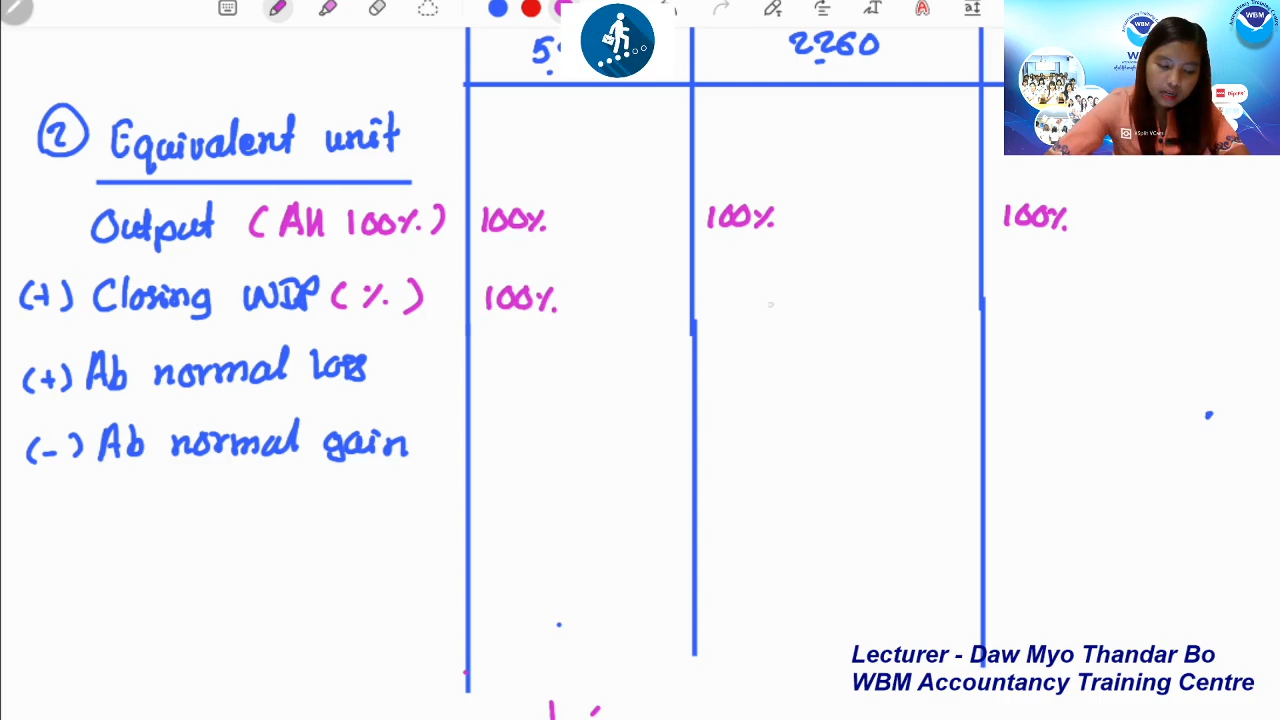 2260
② Equivalent unit
Output (All 100%) 100% 100% 100%
(+) Closing WIP (%) 100%
(+) Ab normal loss
(-) Ab normal gain
Lecturer - Daw Myo Thandar Bo
WBM Accountancy Training Centre